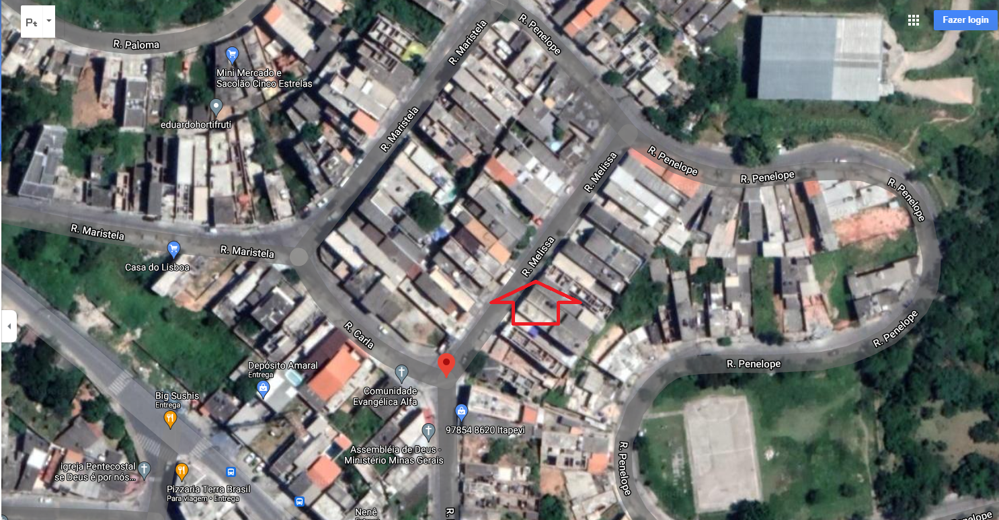 Pt
Fazer login
R. Paloma
R. Maristela
R. Penelope
Mini Mercado e
Sacolão Cinco Estrelas
eduardohortifruti
R. Maristela
R. Melissa
R. Penelope
R. Penelope
R. Penelope
R. Maristela
R. Maristela
Casa do Lisboa
R. Melissa
R. Carla
R. Penelope
R. Penelope
Depósito Amaral
Entrega
Comunidade
Evangélica Alfa
Big Sushis
Entrega
97854 8620 Itapevi
Assembléia de Deus -
Ministério Minas Gerais
R. Penelope
igreja Pentecostal
se Deus é por nós...
Pizzaria Terra Brasil
Para viagem • Entrega
Nenê
R.